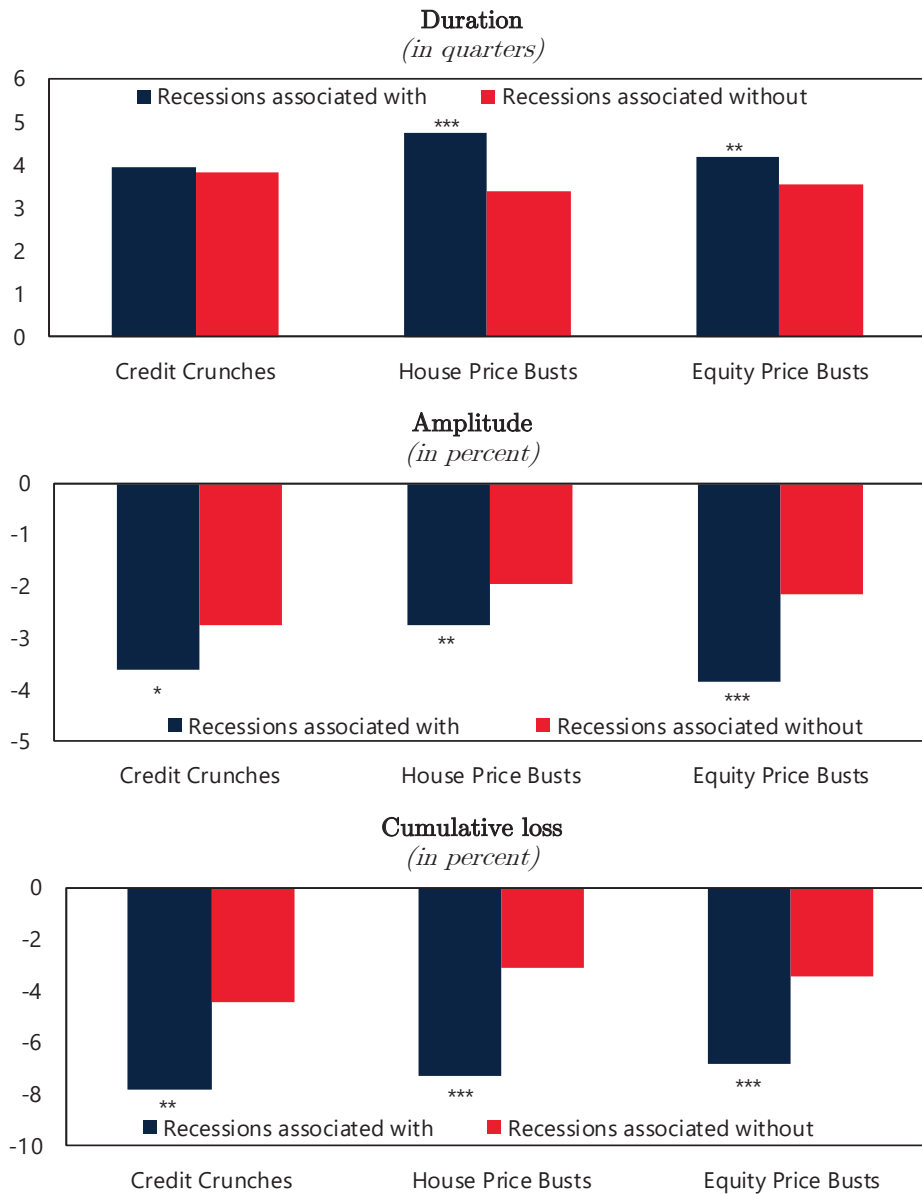 Duration
(in quarters)
6
Recessions associated with Recessions associated without
5
*** **
4
3
2
1
0
Credit Crunches House Price Busts Equity Price Busts
Amplitude
(in percent)
0
-1
-2
-3
**
* ***
-4
Recessions associated with Recessions associated without
-5
Credit Crunches House Price Busts Equity Price Busts
Cumulative loss
(in percent)
0
-2
-4
-6
-8
** *** ***
Recessions associated with Recessions associated without
-10
Credit Crunches House Price Busts Equity Price Busts